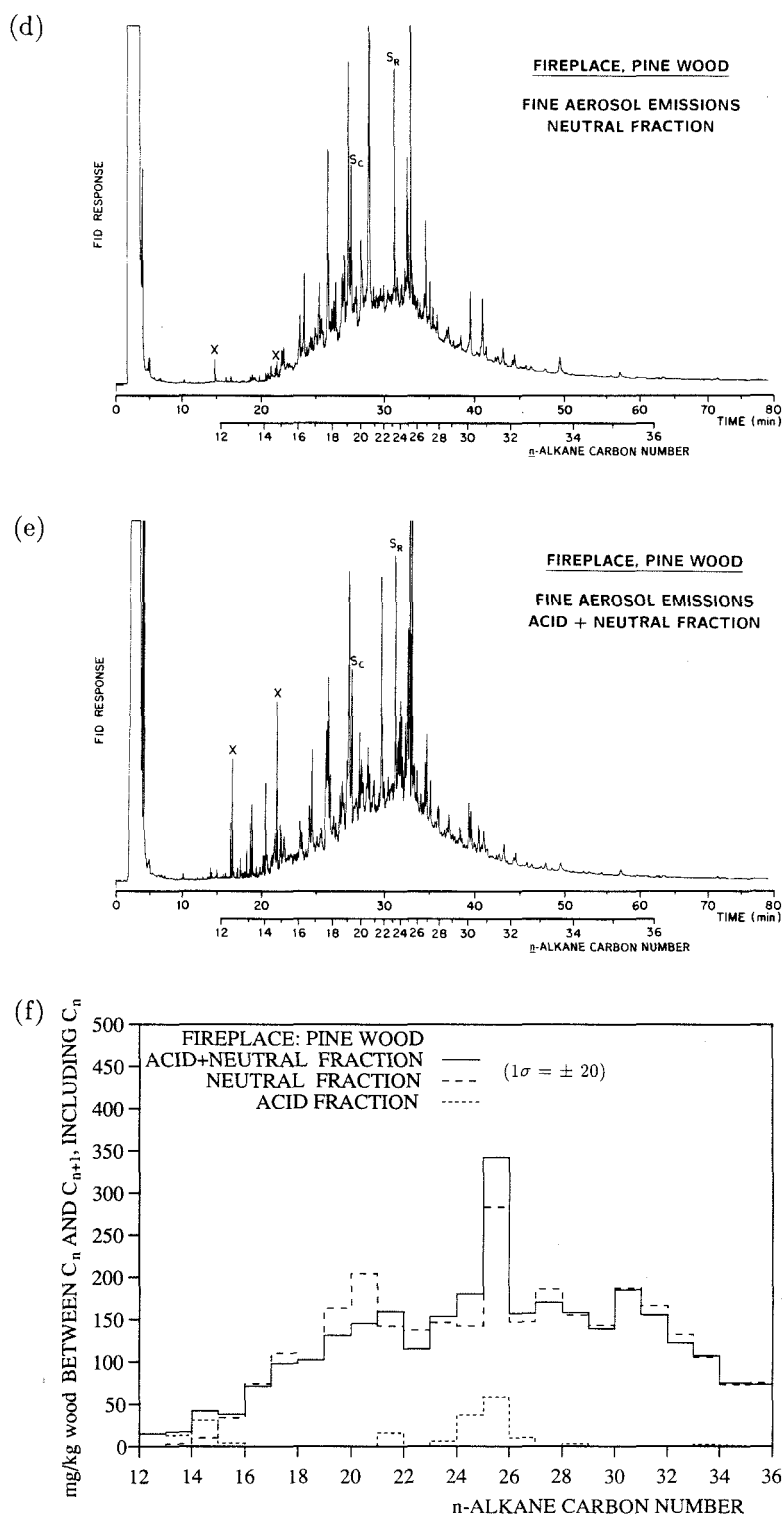 (d)
FIREPLACE, PINE WOOD
FINE AEROSOL EMISSIONS
NEUTRAL FRACTION
FID RESPONSE
X
X
S_C
S_R
0 10 20 30 40 50 60 70 80
TIME (min)
12 14 16 18 20 22 24 26 28 30 32 34 36
n-ALKANE CARBON NUMBER
(e)
FIREPLACE, PINE WOOD
FINE AEROSOL EMISSIONS
ACID + NEUTRAL FRACTION
FID RESPONSE
X
X
S_C
S_R
0 10 20 30 40 50 60 70 80
TIME (min)
12 14 16 18 20 22 24 26 28 30 32 34 36
n-ALKANE CARBON NUMBER
(f)
mg/kg wood BETWEEN C_n AND C_{n+1}, INCLUDING C_n
500
450
400
350
300
250
200
150
100
50
0
FIREPLACE: PINE WOOD
ACID+NEUTRAL FRACTION
NEUTRAL FRACTION
ACID FRACTION
(1σ = ± 20)
12 14 16 18 20 22 24 26 28 30 32 34 36
n-ALKANE CARBON NUMBER